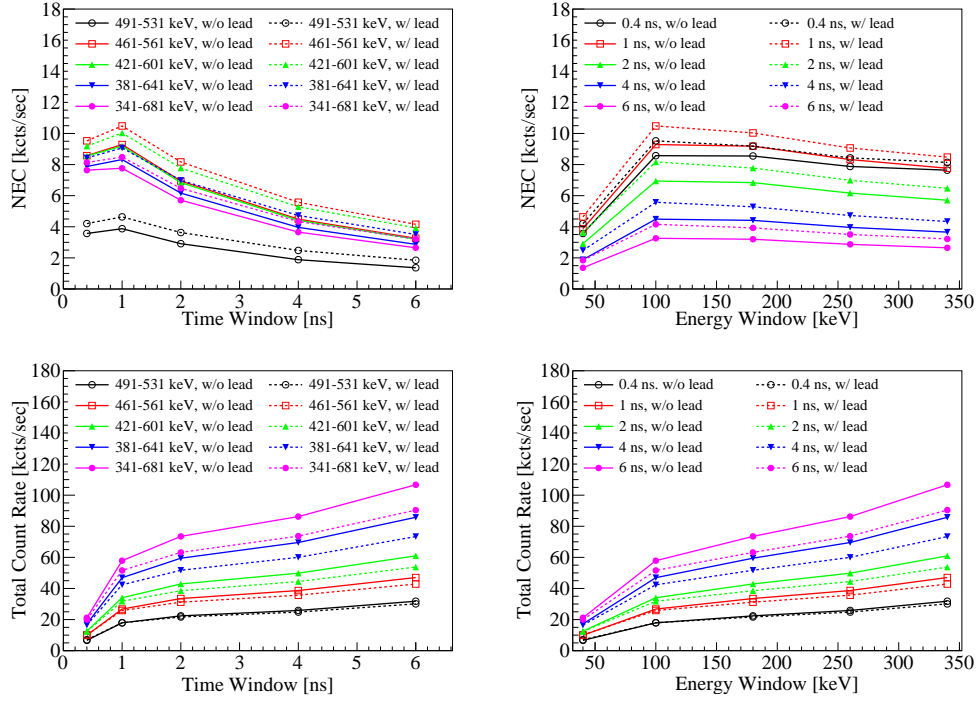 NEC [kcts/sec]
18
16
14
12
10
8
6
4
2
0
491-531 keV, w/o lead
491-531 keV, w/ lead
461-561 keV, w/o lead
461-561 keV, w/ lead
421-601 keV, w/o lead
421-601 keV, w/ lead
381-641 keV, w/o lead
381-641 keV, w/ lead
341-681 keV, w/o lead
341-681 keV, w/ lead
0 1 2 3 4 5 6
Time Window [ns]
NEC [kcts/sec]
18
16
14
12
10
8
6
4
2
0
0.4 ns, w/o lead
0.4 ns, w/ lead
1 ns, w/o lead
1 ns, w/ lead
2 ns, w/o lead
2 ns, w/ lead
4 ns, w/o lead
4 ns, w/ lead
6 ns, w/o lead
6 ns, w/ lead
50 100 150 200 250 300 350
Energy Window [keV]
Total Count Rate [kcts/sec]
180
160
140
120
100
80
60
40
20
0
491-531 keV, w/o lead
491-531 keV, w/ lead
461-561 keV, w/o lead
461-561 keV, w/ lead
421-601 keV, w/o lead
421-601 keV, w/ lead
381-641 keV, w/o lead
381-641 keV, w/ lead
341-681 keV, w/o lead
341-681 keV, w/ lead
0 1 2 3 4 5 6
Time Window [ns]
Total Count Rate [kcts/sec]
180
160
140
120
100
80
60
40
20
0
0.4 ns. w/o lead
0.4 ns, w/ lead
1 ns, w/o lead
1 ns, w/ lead
2 ns, w/o lead
2 ns, w/ lead
4 ns, w/o lead
4 ns, w/ lead
6 ns, w/o lead
6 ns, w/ lead
50 100 150 200 250 300 350
Energy Window [keV]